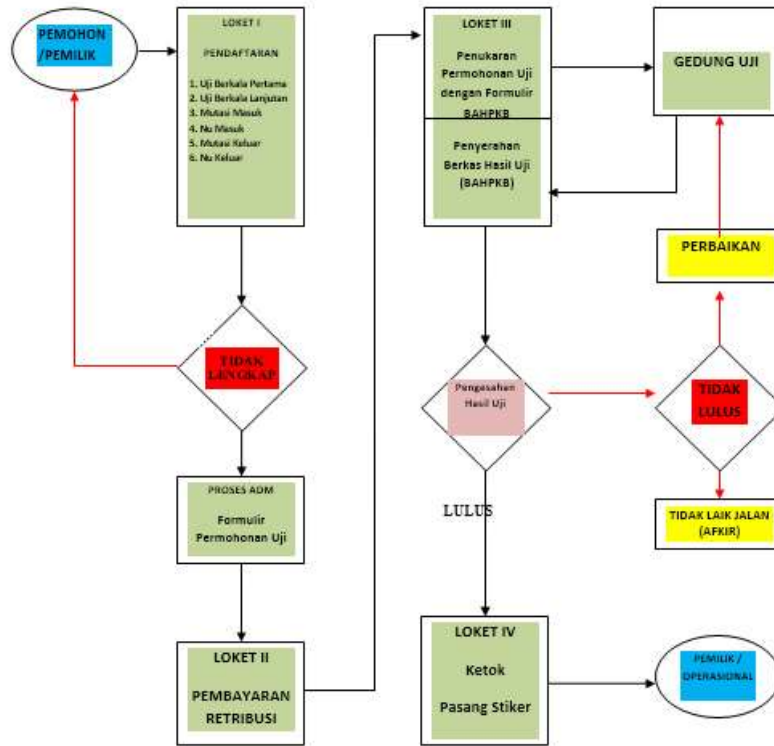 PEMOHON
/PEMILIK
LOKET I
PENDAFTARAN
1. Uji Berkala Pertama
2. Uji Berkala Lanjutan
3. Mutasi Masuk
4. Nu Masuk
5. Mutasi Keluar
6. Nu Keluar
TIDAK
LENGKAP
PROSES ADM
Formulir
Permohonan Uji
LOKET II
PEMBAYARAN
RETRIBUSI
LOKET III
Penukaran
Permohonan Uji
dengan Formulir
BAHPKB
Penyerahan
Berkas Hasil Uji
(BAHPKB)
GEDUNG UJI
PERBAIKAN
Pengesahan
Hasil Uji
TIDAK
LULUS
LULUS
TIDAK LAIK JALAN
(AFKIR)
LOKET IV
Ketok
Pasang Stiker
PEMILIK /
OPERASIONAL